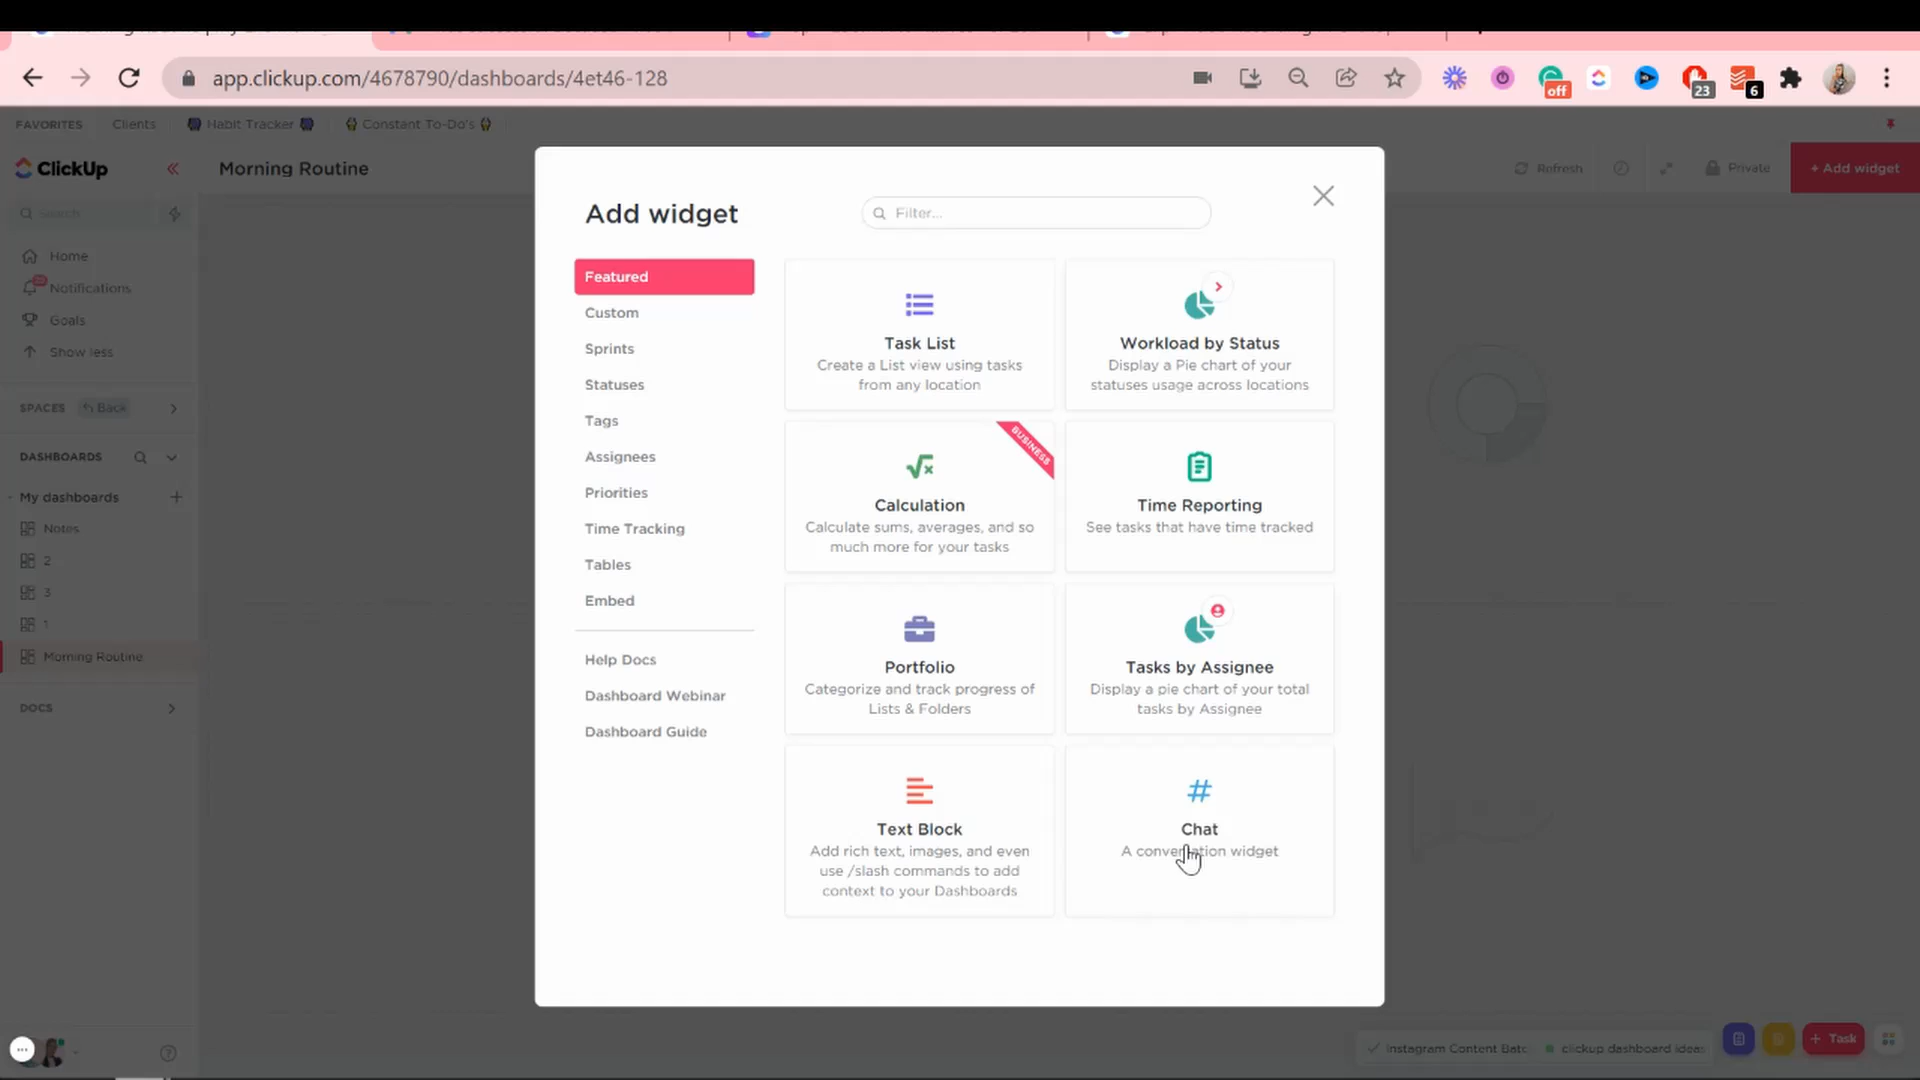 app.clickup.com/4678790/dashboards/4et46-128
off
23
6
FAVORITES
Clients
Habit Tracker
Constant To-Do's
ClickUp
Morning Routine
Refresh
Private
+ Add widget
Search
Home
Notifications
Goals
Show less
SPACES
Back
DASHBOARDS
My dashboards
Notes
2
3
1
Morning Routine
DOCS
Add widget
Filter...
Featured
Custom
Sprints
Statuses
Tags
Assignees
Priorities
Time Tracking
Tables
Embed
Help Docs
Dashboard Webinar
Dashboard Guide
Task List
Create a List view using tasks
from any location
Workload by Status
Display a Pie chart of your
statuses usage across locations
BUSINESS
Calculation
Calculate sums, averages, and so
much more for your tasks
Time Reporting
See tasks that have time tracked
Portfolio
Categorize and track progress of
Lists & Folders
Tasks by Assignee
Display a pie chart of your total
tasks by Assignee
Text Block
Add rich text, images, and even
use /slash commands to add
context to your Dashboards
Chat
A conversation widget
Instagram Content Batc
clickup dashboard ideas
+ Task